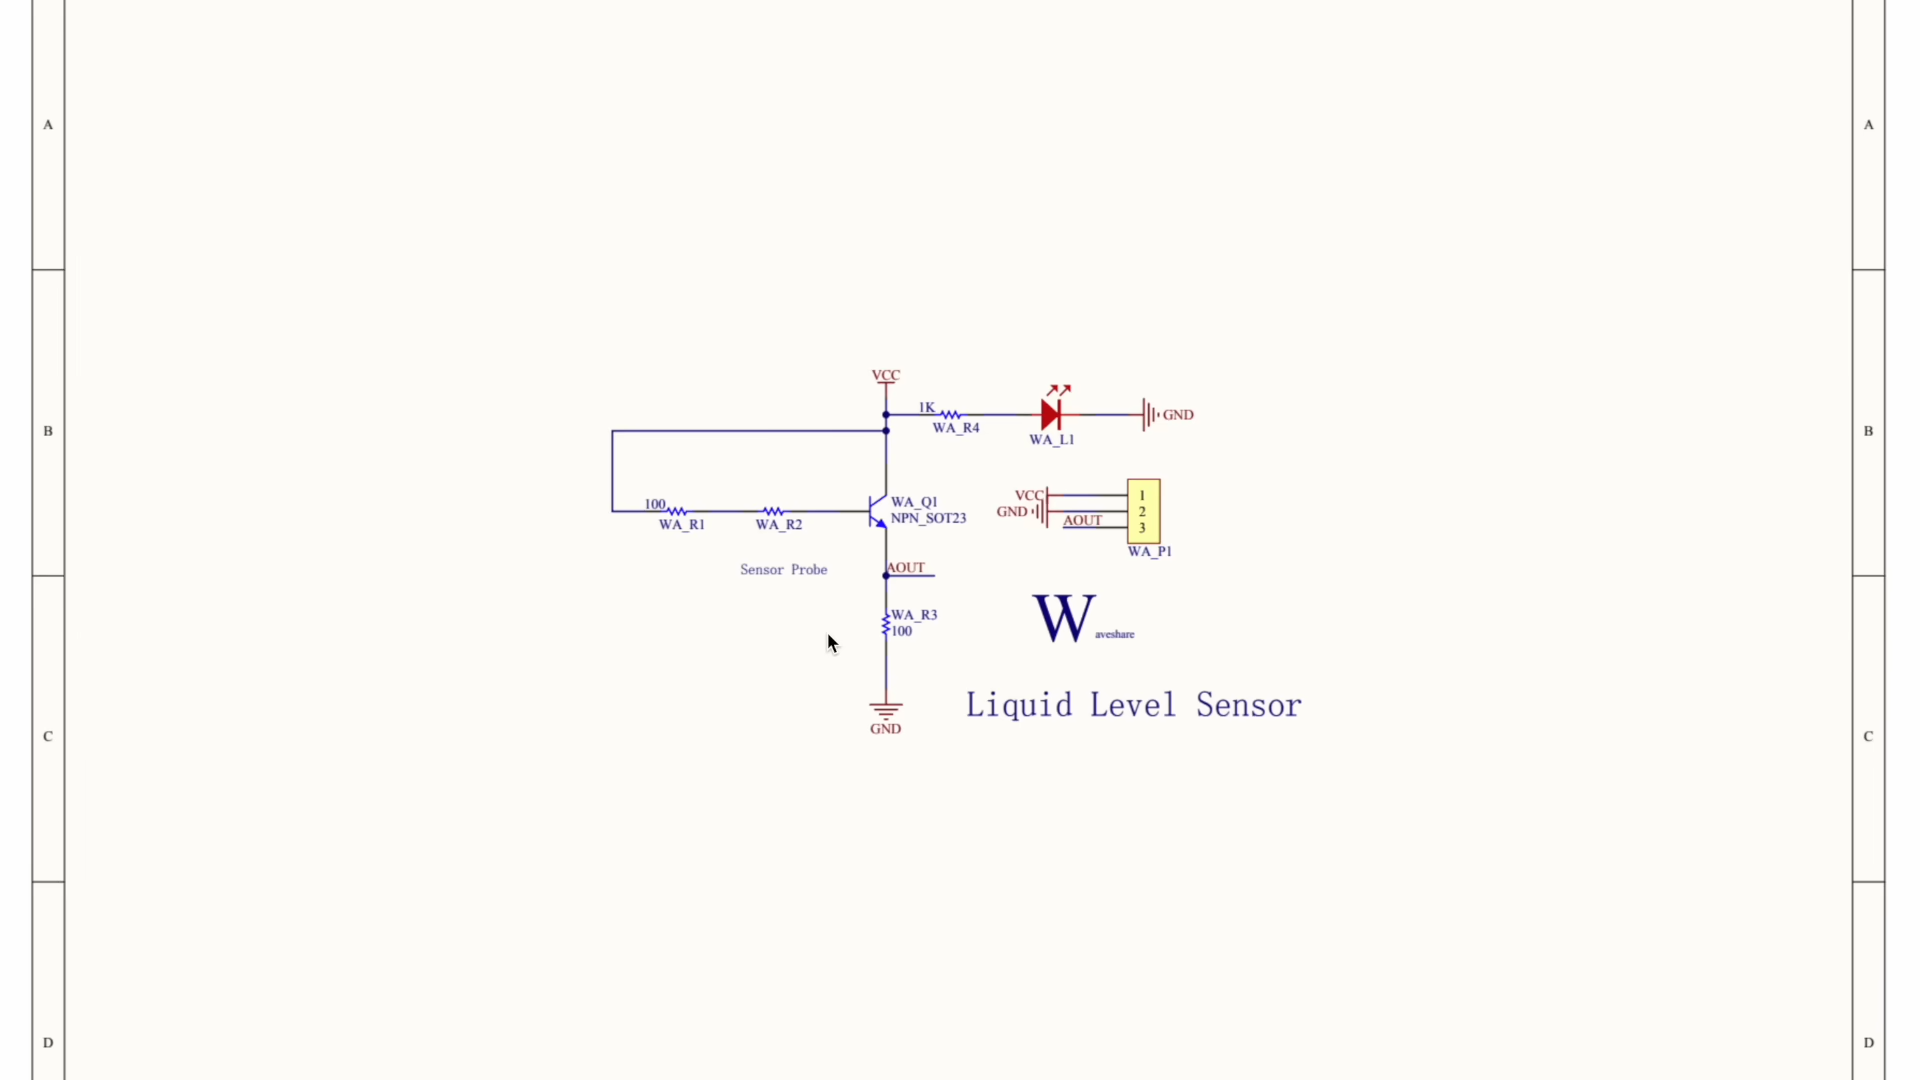 A
A
VCC
1K
WA_R4
GND
WA_L1
B
B
100
WA_R1
WA_R2
WA_Q1
NPN_SOT23
VCC
GND
AOUT
1
2
3
WA_P1
Sensor Probe
AOUT
WA_R3
100
Waveshare
GND
Liquid Level Sensor
C
C
D
D